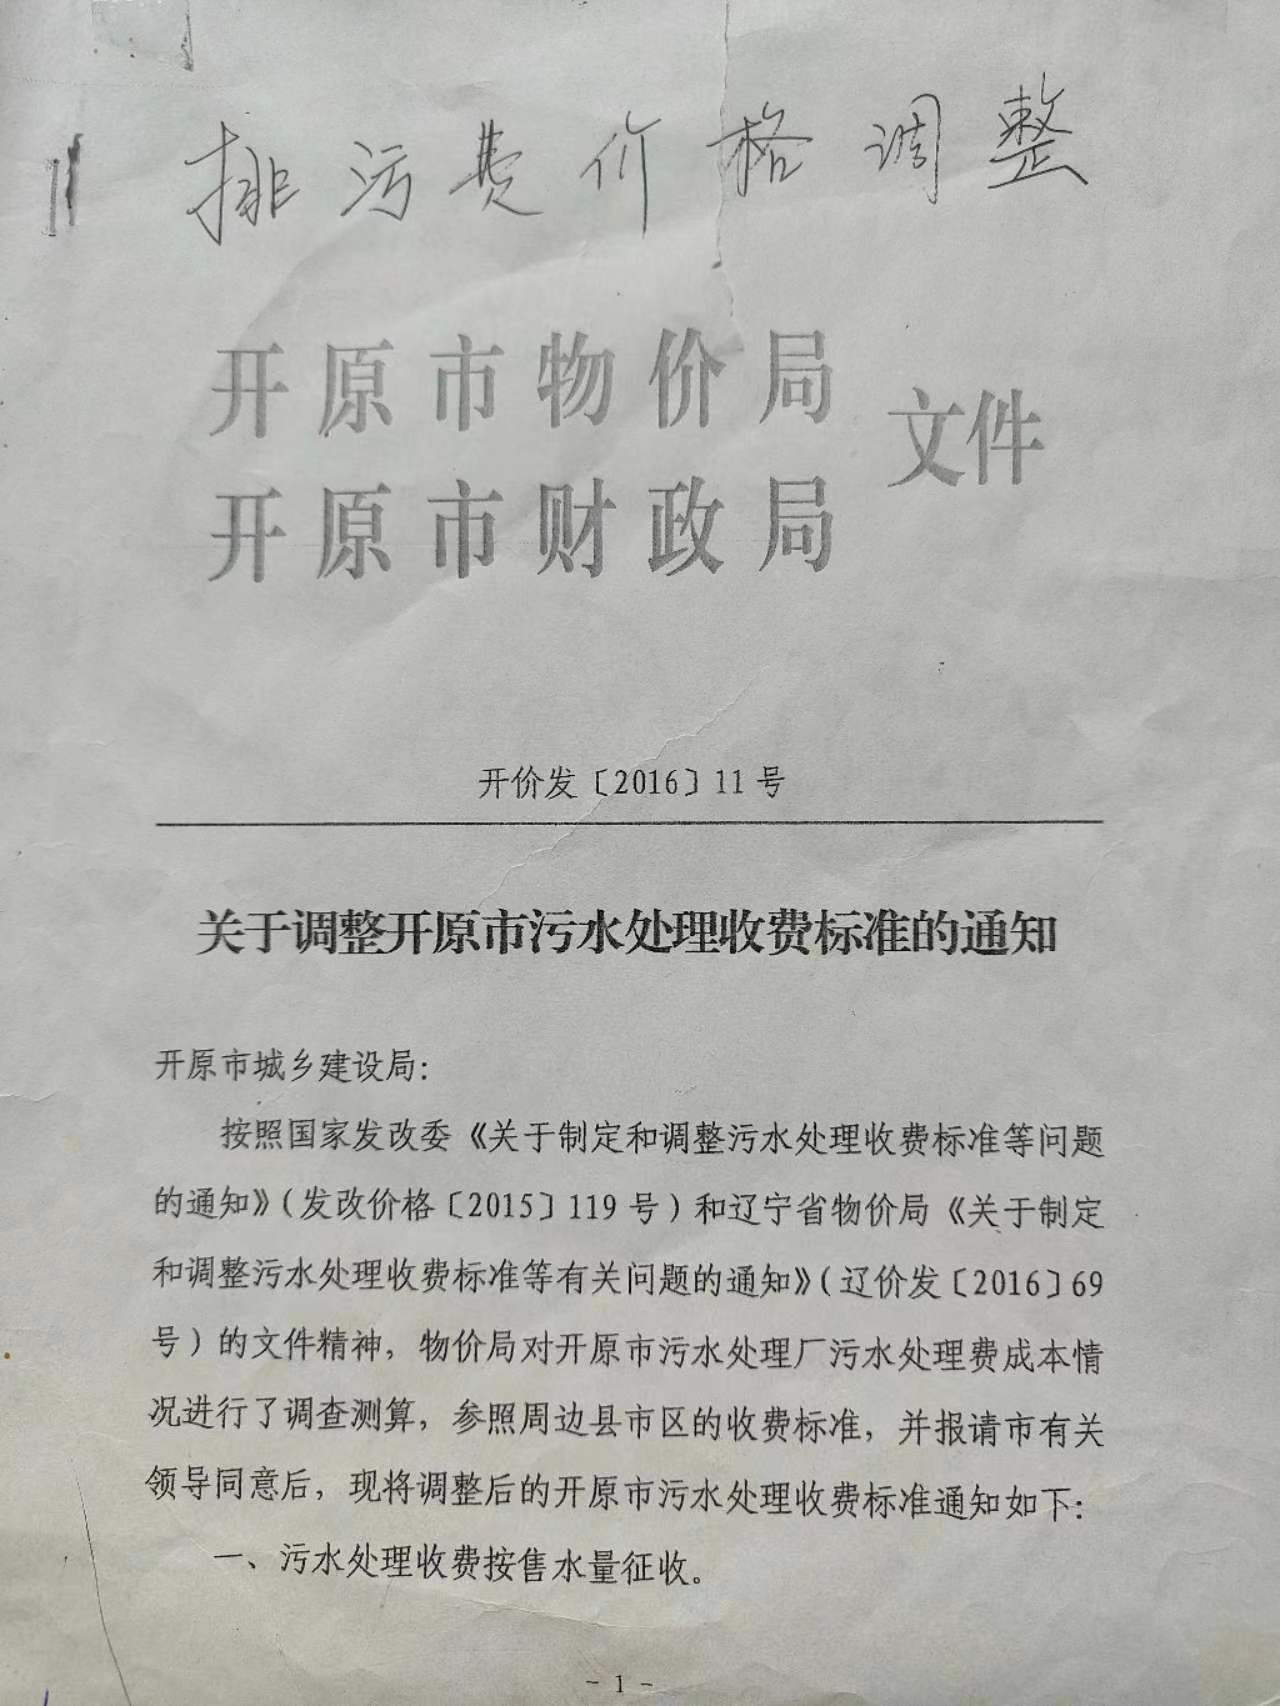 排污费价格调整
开原市物价局
文件
开原市财政局
开价发〔2016〕11号
关于调整开原市污水处理收费标准的通知
开原市城乡建设局:
按照国家发改委《关于制定和调整污水处理收费标准等问题
的通知》(发改价格〔2015〕119号)和辽宁省物价局《关于制定
和调整污水处理收费标准等有关问题的通知》(辽价发〔2016〕69
号)的文件精神,物价局对开原市污水处理厂污水处理费成本情
况进行了调查测算,参照周边县市区的收费标准,并报请市有关
领导同意后,现将调整后的开原市污水处理收费标准通知如下:
一、污水处理收费按售水量征收。
- 1 -